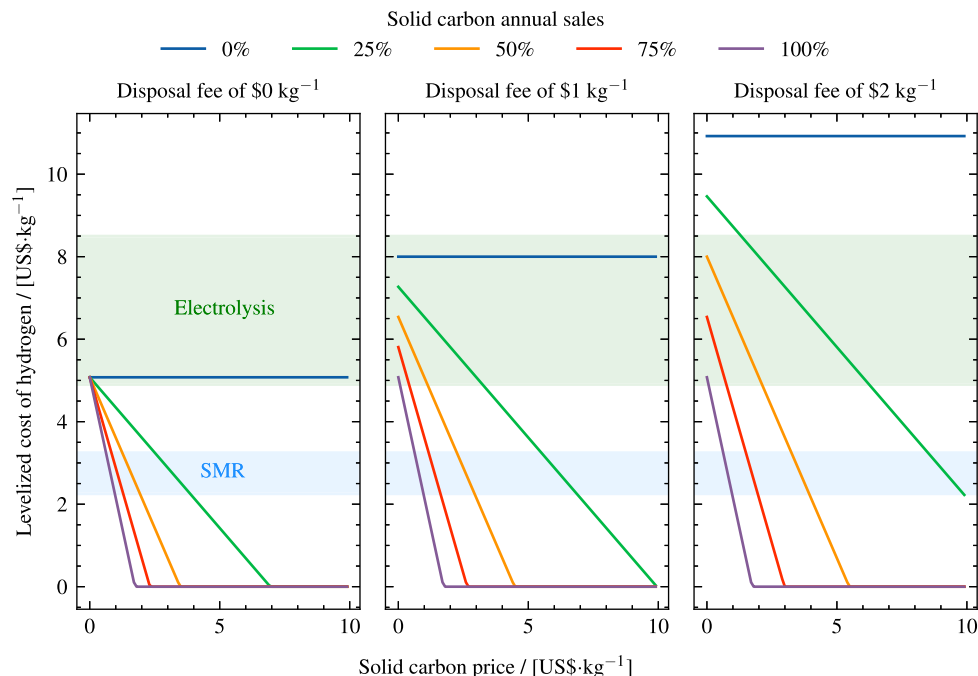 Solid carbon annual sales
0% 25% 50% 75% 100%
Disposal fee of $0 kg⁻¹ Disposal fee of $1 kg⁻¹ Disposal fee of $2 kg⁻¹
Levelized cost of hydrogen / [US$·kg⁻¹]
10
8
6
4
2
0
Electrolysis
SMR
0 5 10 0 5 10 0 5 10
Solid carbon price / [US$·kg⁻¹]